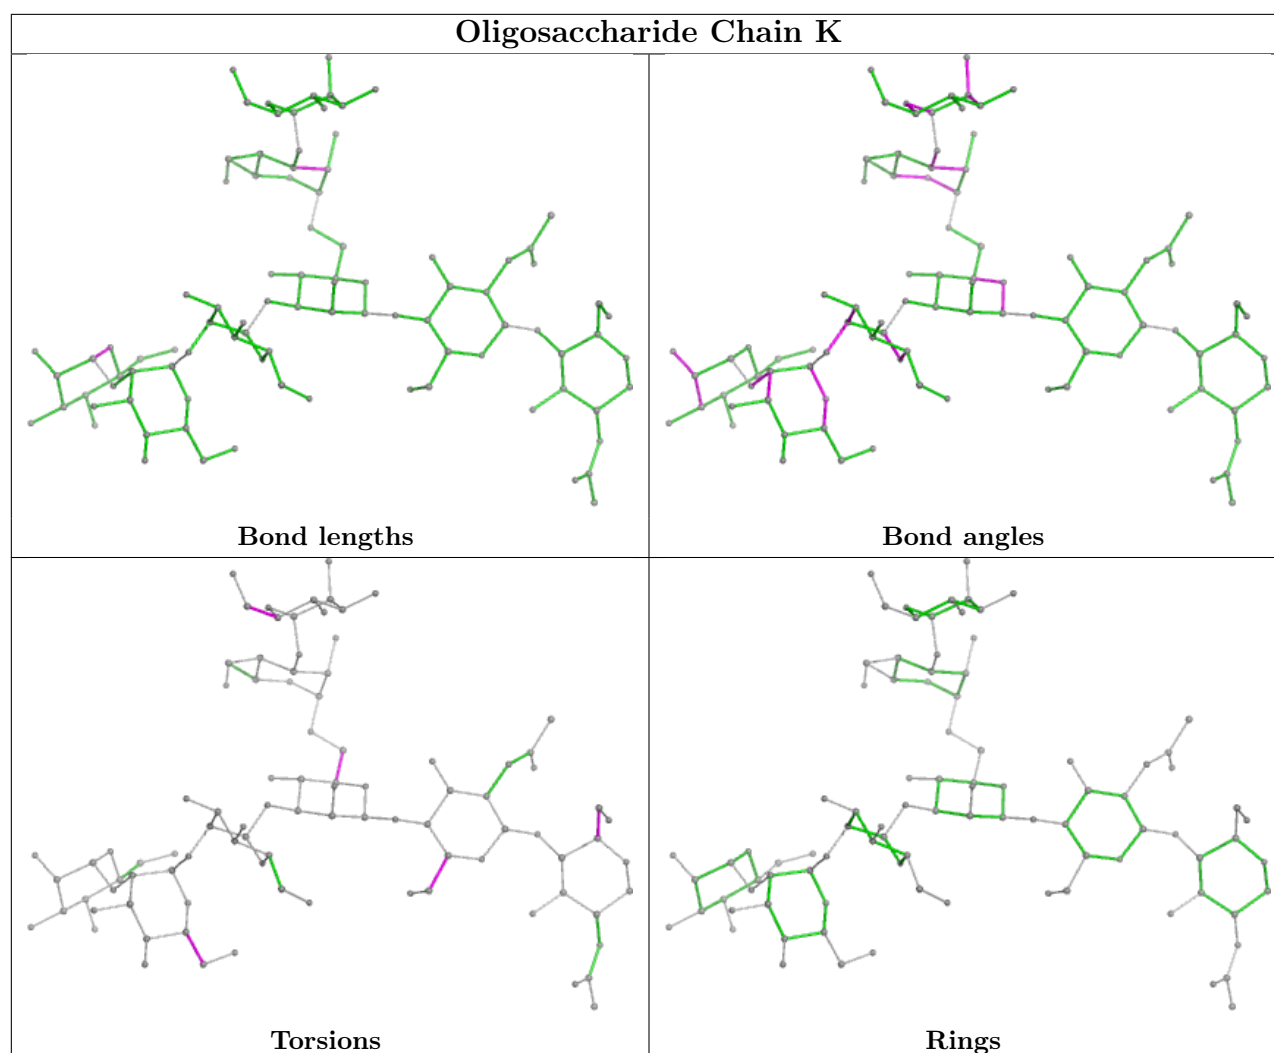 Oligosaccharide Chain K
Bond lengths
Bond angles
Torsions
Rings